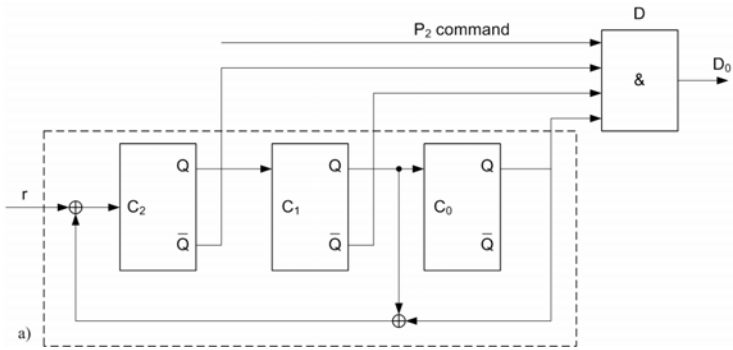 D
P₂ command
D₀
&
Q Q Q
r
C₂ C₁ C₀
Q̅ Q̅ Q̅
a)